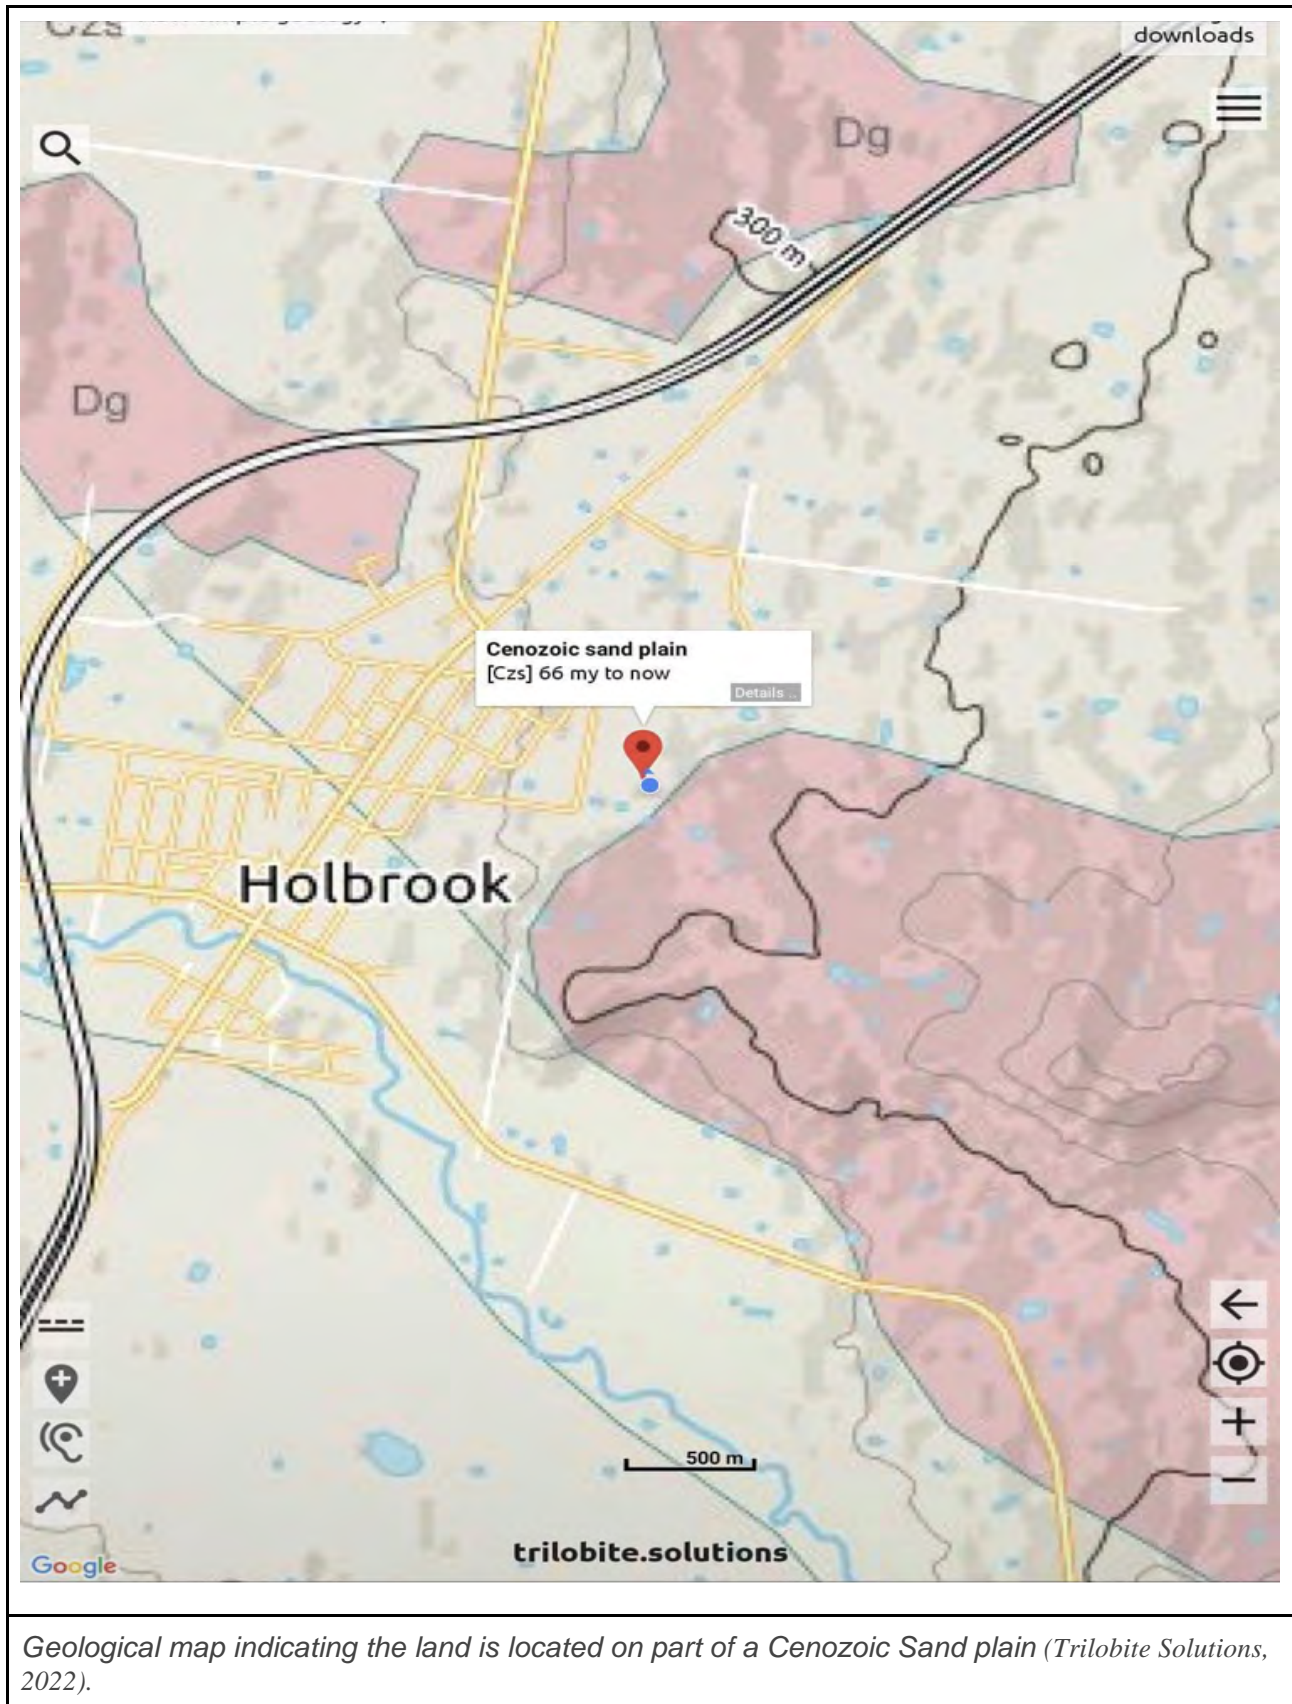 Czs
downloads
Dg
300 m
Dg
Cenozoic sand plain
[Czs] 66 my to now
Details ..
Holbrook
500 m
trilobite.solutions
Google
Geological map indicating the land is located on part of a Cenozoic Sand plain (Trilobite Solutions,
2022).